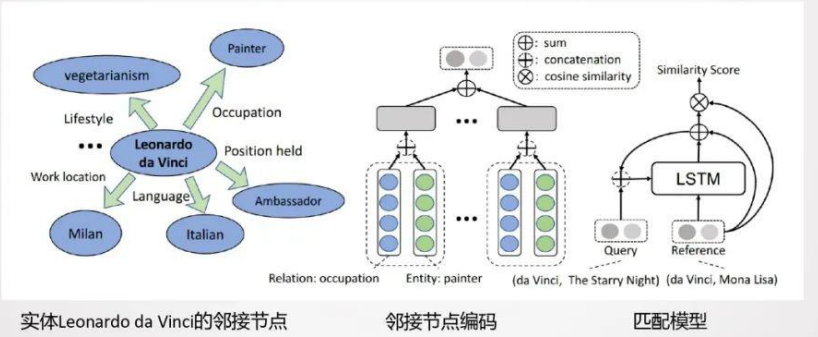 Painter
vegetarianism
Lifestyle
Occupation
Leonardo
da Vinci
Position held
Work location
Language
Ambassador
Milan
Italian
: sum
: concatenation
: cosine similarity
Relation: occupation
Entity: painter
Similarity Score
LSTM
Query
Reference
(da Vinci, The Starry Night)
(da Vinci, Mona Lisa)
实体Leonardo da Vinci的邻接节点
邻接节点编码
匹配模型